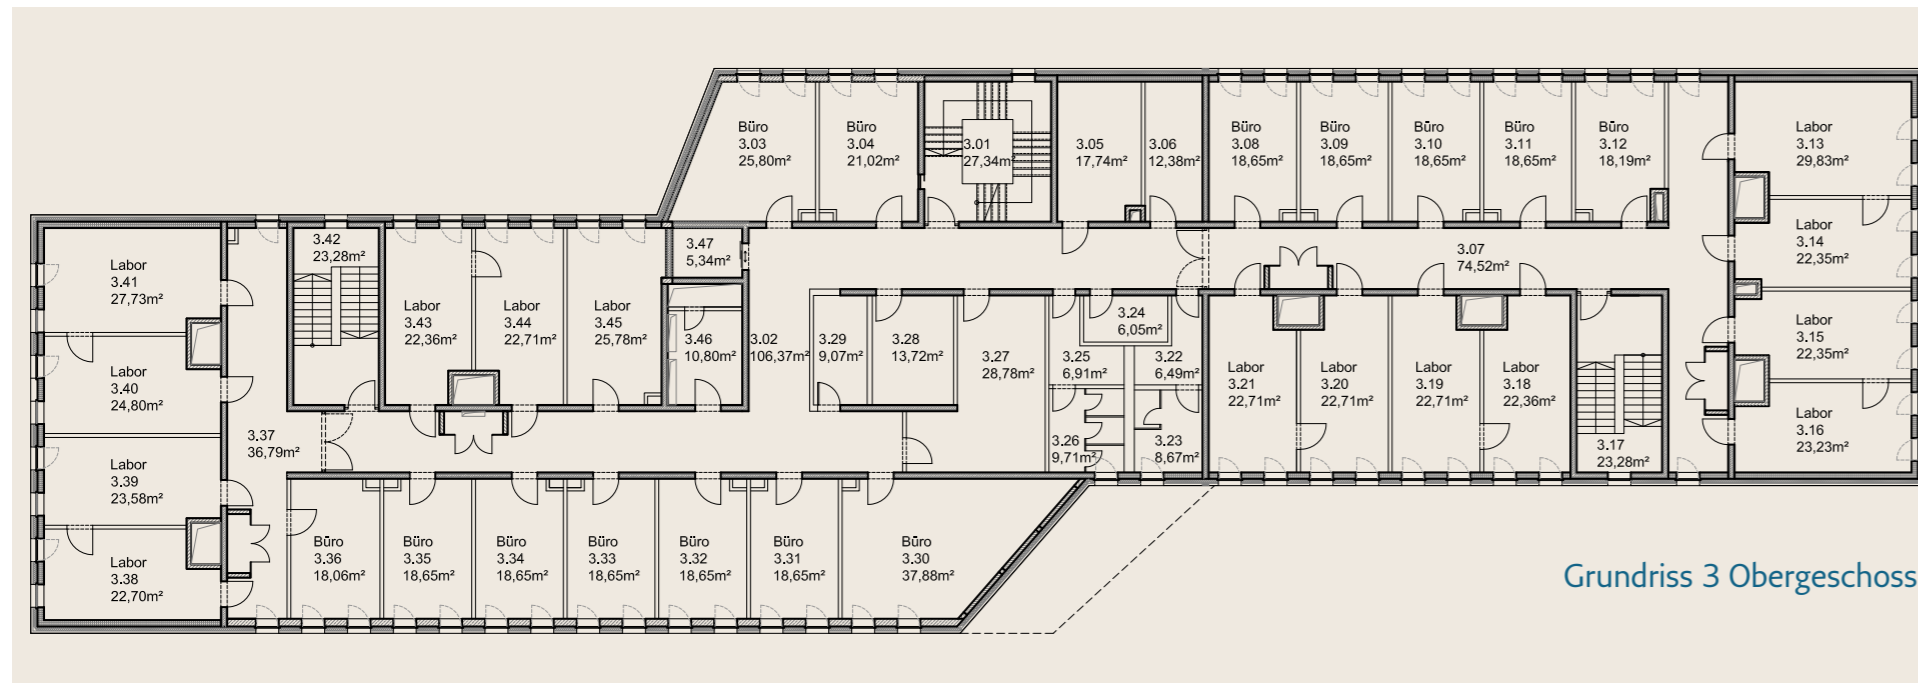 Büro
3.03
25,80m²
Büro
3.04
21,02m²
3.01
27,34m²
3.05
17,74m²
3.06
12,38m²
Büro
3.08
18,65m²
Büro
3.09
18,65m²
Büro
3.10
18,65m²
Büro
3.11
18,65m²
Büro
3.12
18,19m²
Labor
3.13
29,83m²
Labor
3.41
27,73m²
3.42
23,28m²
3.47
5,34m²
3.07
74,52m²
Labor
3.14
22,35m²
Labor
3.43
22,36m²
Labor
3.44
22,71m²
Labor
3.45
25,78m²
3.46
10,80m²
3.02
106,37m²
3.29
9,07m²
3.28
13,72m²
3.27
28,78m²
3.24
6,05m²
3.25
6,91m²
3.22
6,49m²
Labor
3.15
22,35m²
Labor
3.40
24,80m²
Labor
3.21
22,71m²
Labor
3.20
22,71m²
Labor
3.19
22,71m²
Labor
3.18
22,36m²
Labor
3.16
23,23m²
3.37
36,79m²
3.26
9,71m²
3.23
8,67m²
3.17
23,28m²
Labor
3.39
23,58m²
Labor
3.38
22,70m²
Büro
3.36
18,06m²
Büro
3.35
18,65m²
Büro
3.34
18,65m²
Büro
3.33
18,65m²
Büro
3.32
18,65m²
Büro
3.31
18,65m²
Büro
3.30
37,88m²
Grundriss 3 Obergeschoss